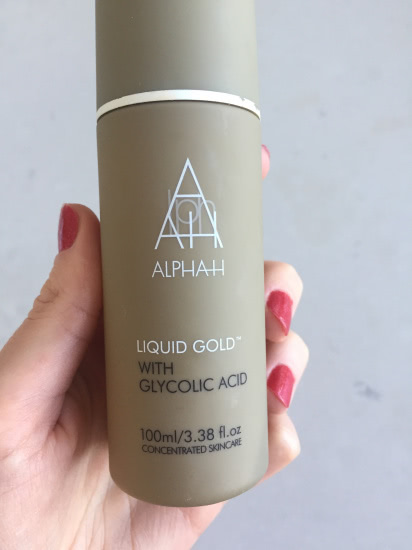 ALPHA-H
LIQUID GOLD™
WITH
GLYCOLIC ACID
100ml/3.38 fl.oz
CONCENTRATED SKINCARE